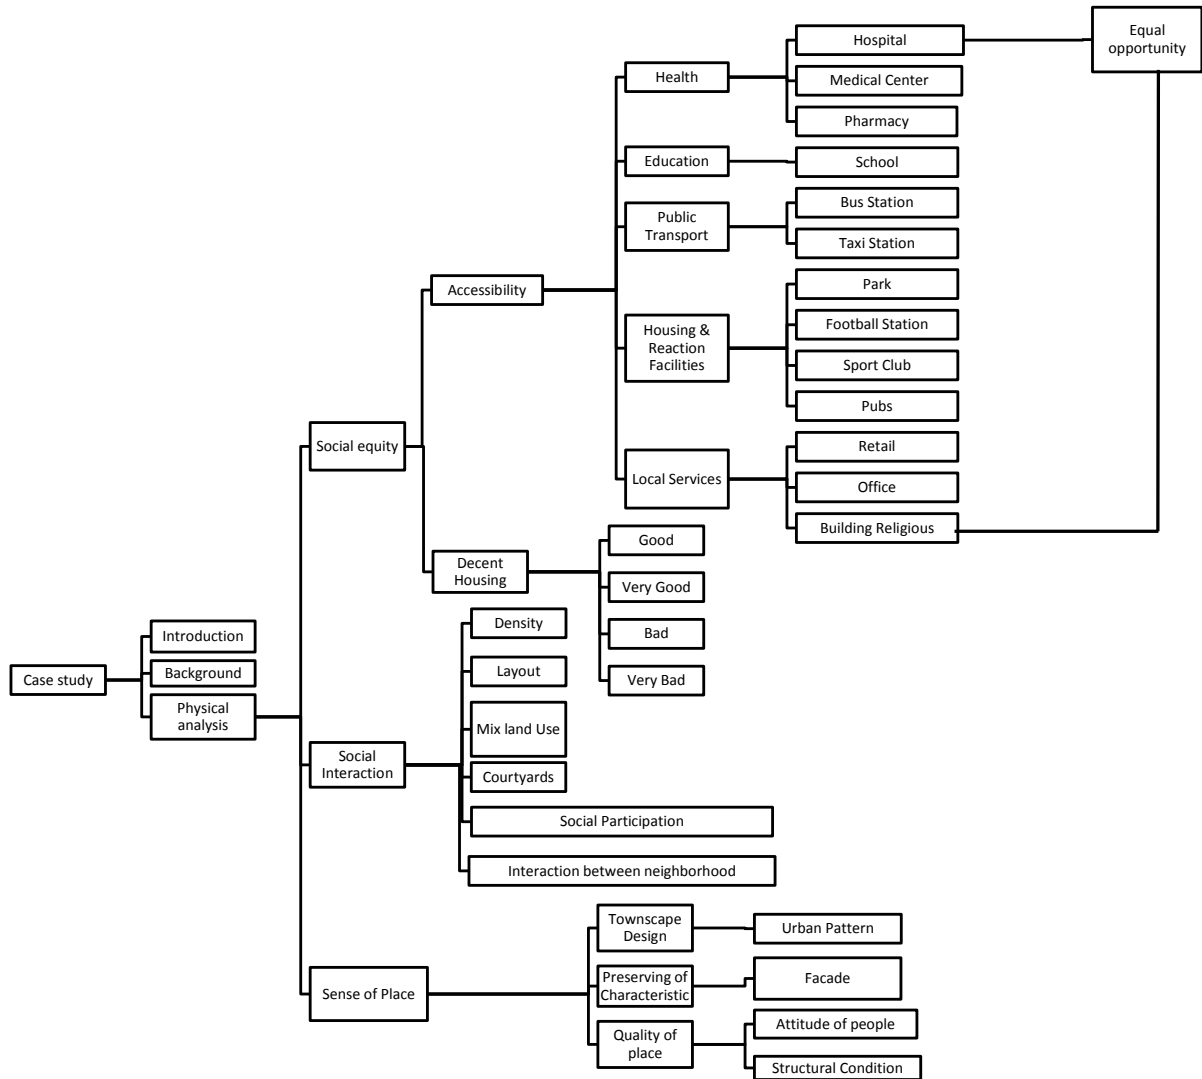 Hospital
Equal
opportunity
Health
Medical Center
Pharmacy
Education
School
Public
Transport
Bus Station
Taxi Station
Accessibility
Park
Housing &
Reaction
Facilities
Football Station
Sport Club
Pubs
Social equity
Retail
Local Services
Office
Building Religious
Decent
Housing
Good
Very Good
Bad
Very Bad
Case study
Introduction
Background
Physical
analysis
Density
Layout
Mix land Use
Social
Interaction
Courtyards
Social Participation
Interaction between neighborhood
Sense of Place
Townscape
Design
Urban Pattern
Preserving of
Characteristic
Facade
Quality of
place
Attitude of people
Structural Condition